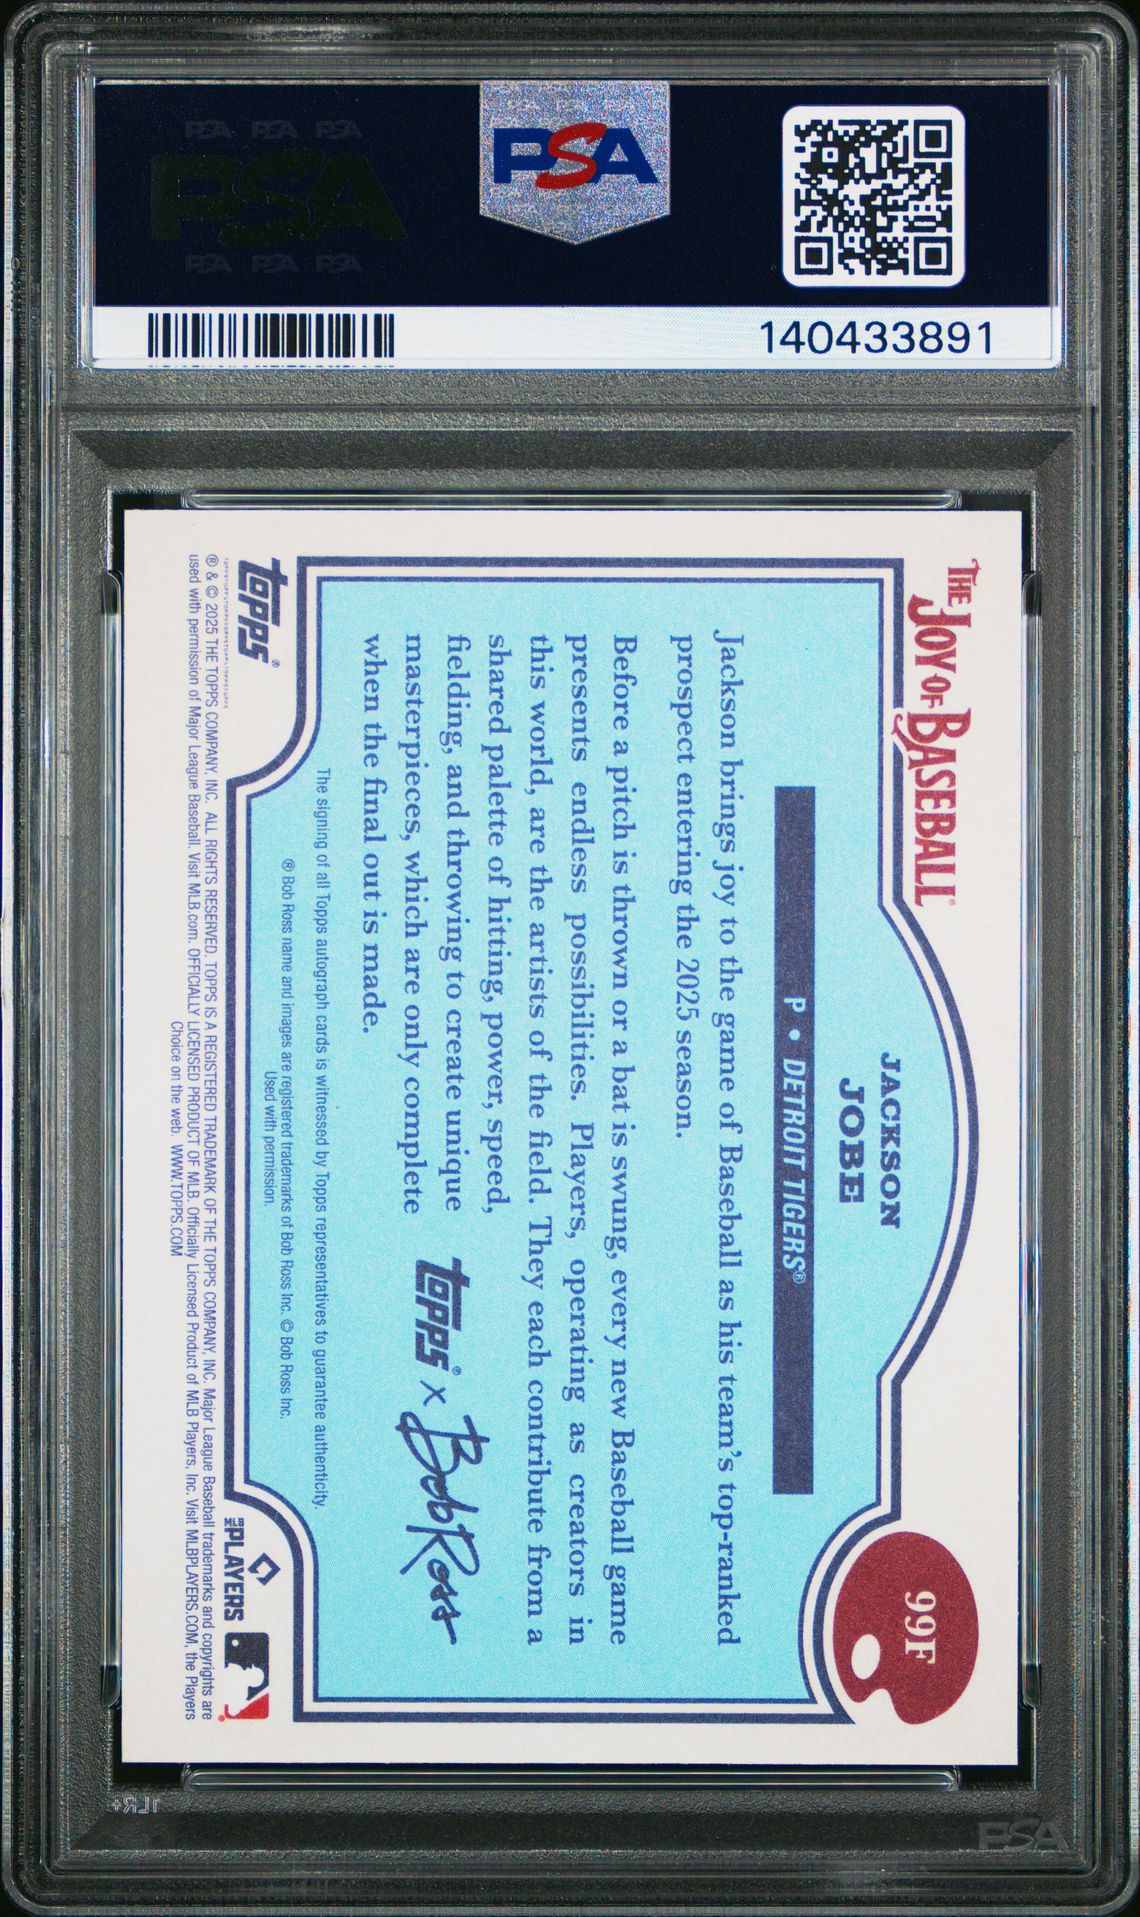 PSA PSA PSA
PSA
PSA PSA PSA
PSA
140433891
THE JOY OF BASEBALL®
99F
JACKSON
JOBE
P • DETROIT TIGERS®
Jackson brings joy to the game of Baseball as his team's top-ranked
prospect entering the 2025 season.
Before a pitch is thrown or a bat is swung, every new Baseball game
presents endless possibilities. Players, operating as creators in
this world, are the artists of the field. They each contribute from a
shared palette of hitting, power, speed,
fielding, and throwing to create unique
masterpieces, which are only complete
when the final out is made.
topps® x Bob Ross
The signing of all Topps autograph cards is witnessed by Topps representatives to guarantee authenticity.
® Bob Ross name and images are registered trademarks of Bob Ross Inc. © Bob Ross Inc.
Used with permission.
topps®
MLB PLAYERS
® & © 2025 THE TOPPS COMPANY, INC. ALL RIGHTS RESERVED. TOPPS IS A REGISTERED TRADEMARK OF THE TOPPS COMPANY, INC. Major League Baseball trademarks and copyrights are
used with permission of Major League Baseball. Visit MLB.com. OFFICIALLY LICENSED PRODUCT OF MLB. Officially Licensed Product of MLB Players, Inc. Visit MLBPLAYERS.COM, the Players
Choice on the web. WWW.TOPPS.COM
PSA